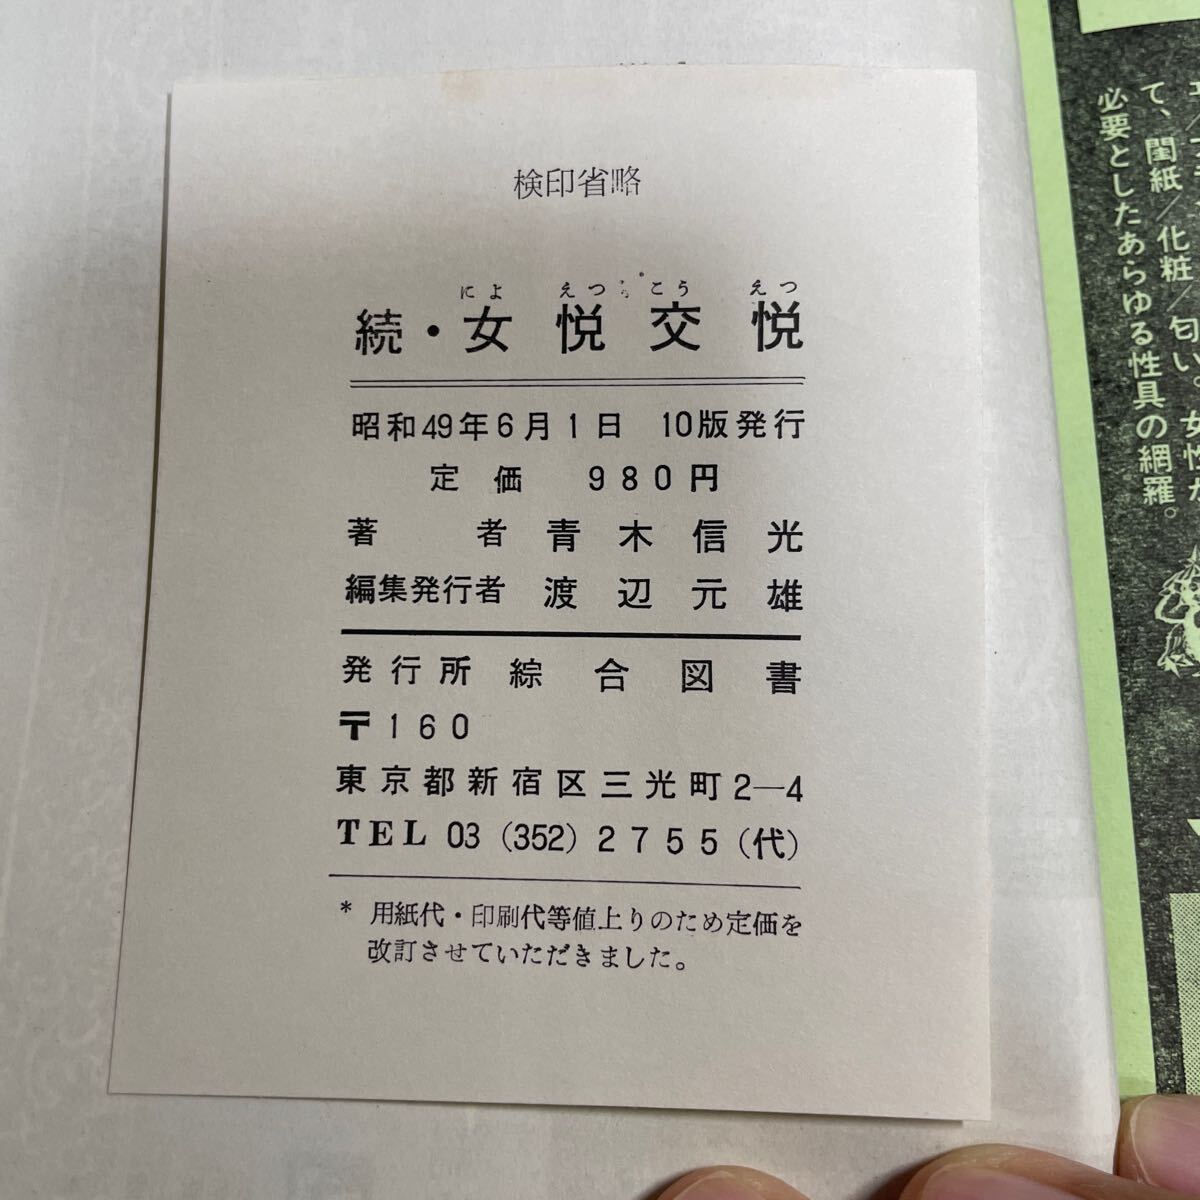 検印省略
によ えつ こう えつ
続・女悦交悦
昭和49年6月1日 10版発行
定価 980円
著者 青木信光
編集発行者 渡辺元雄
発行所 綜合図書
〒160
東京都新宿区三光町2―4
TEL 03 (352) 2755 (代)
* 用紙代・印刷代等値上りのため定価を
改訂させていただきました。
て、閨紙/化粧/匂い。女性が
必要としたあらゆる性具の網羅。